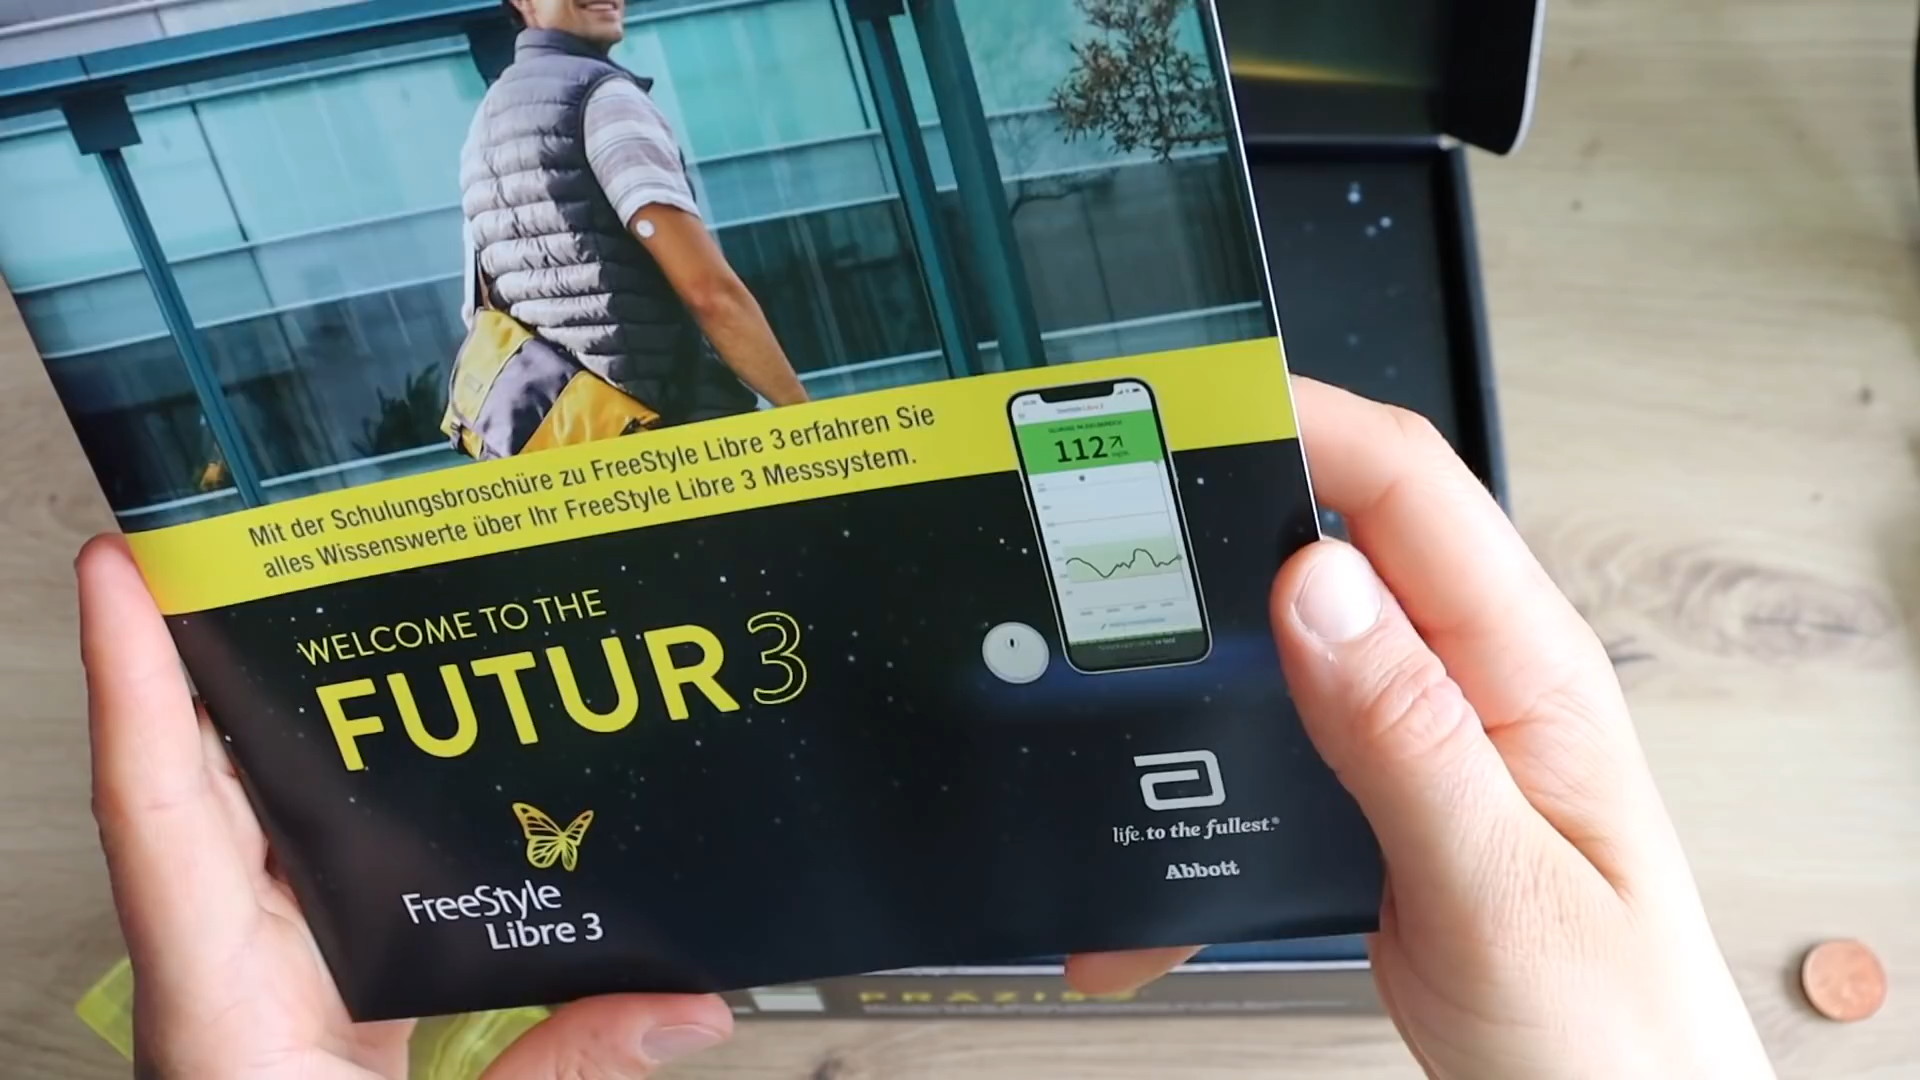 Mit der Schulungsbroschüre zu FreeStyle Libre 3 erfahren Sie
alles Wissenswerte über Ihr FreeStyle Libre 3 Messsystem.
112
WELCOME TO THE
FUTUR3
FreeStyle
Libre 3
life. to the fullest.®
Abbott
PRÄZISE